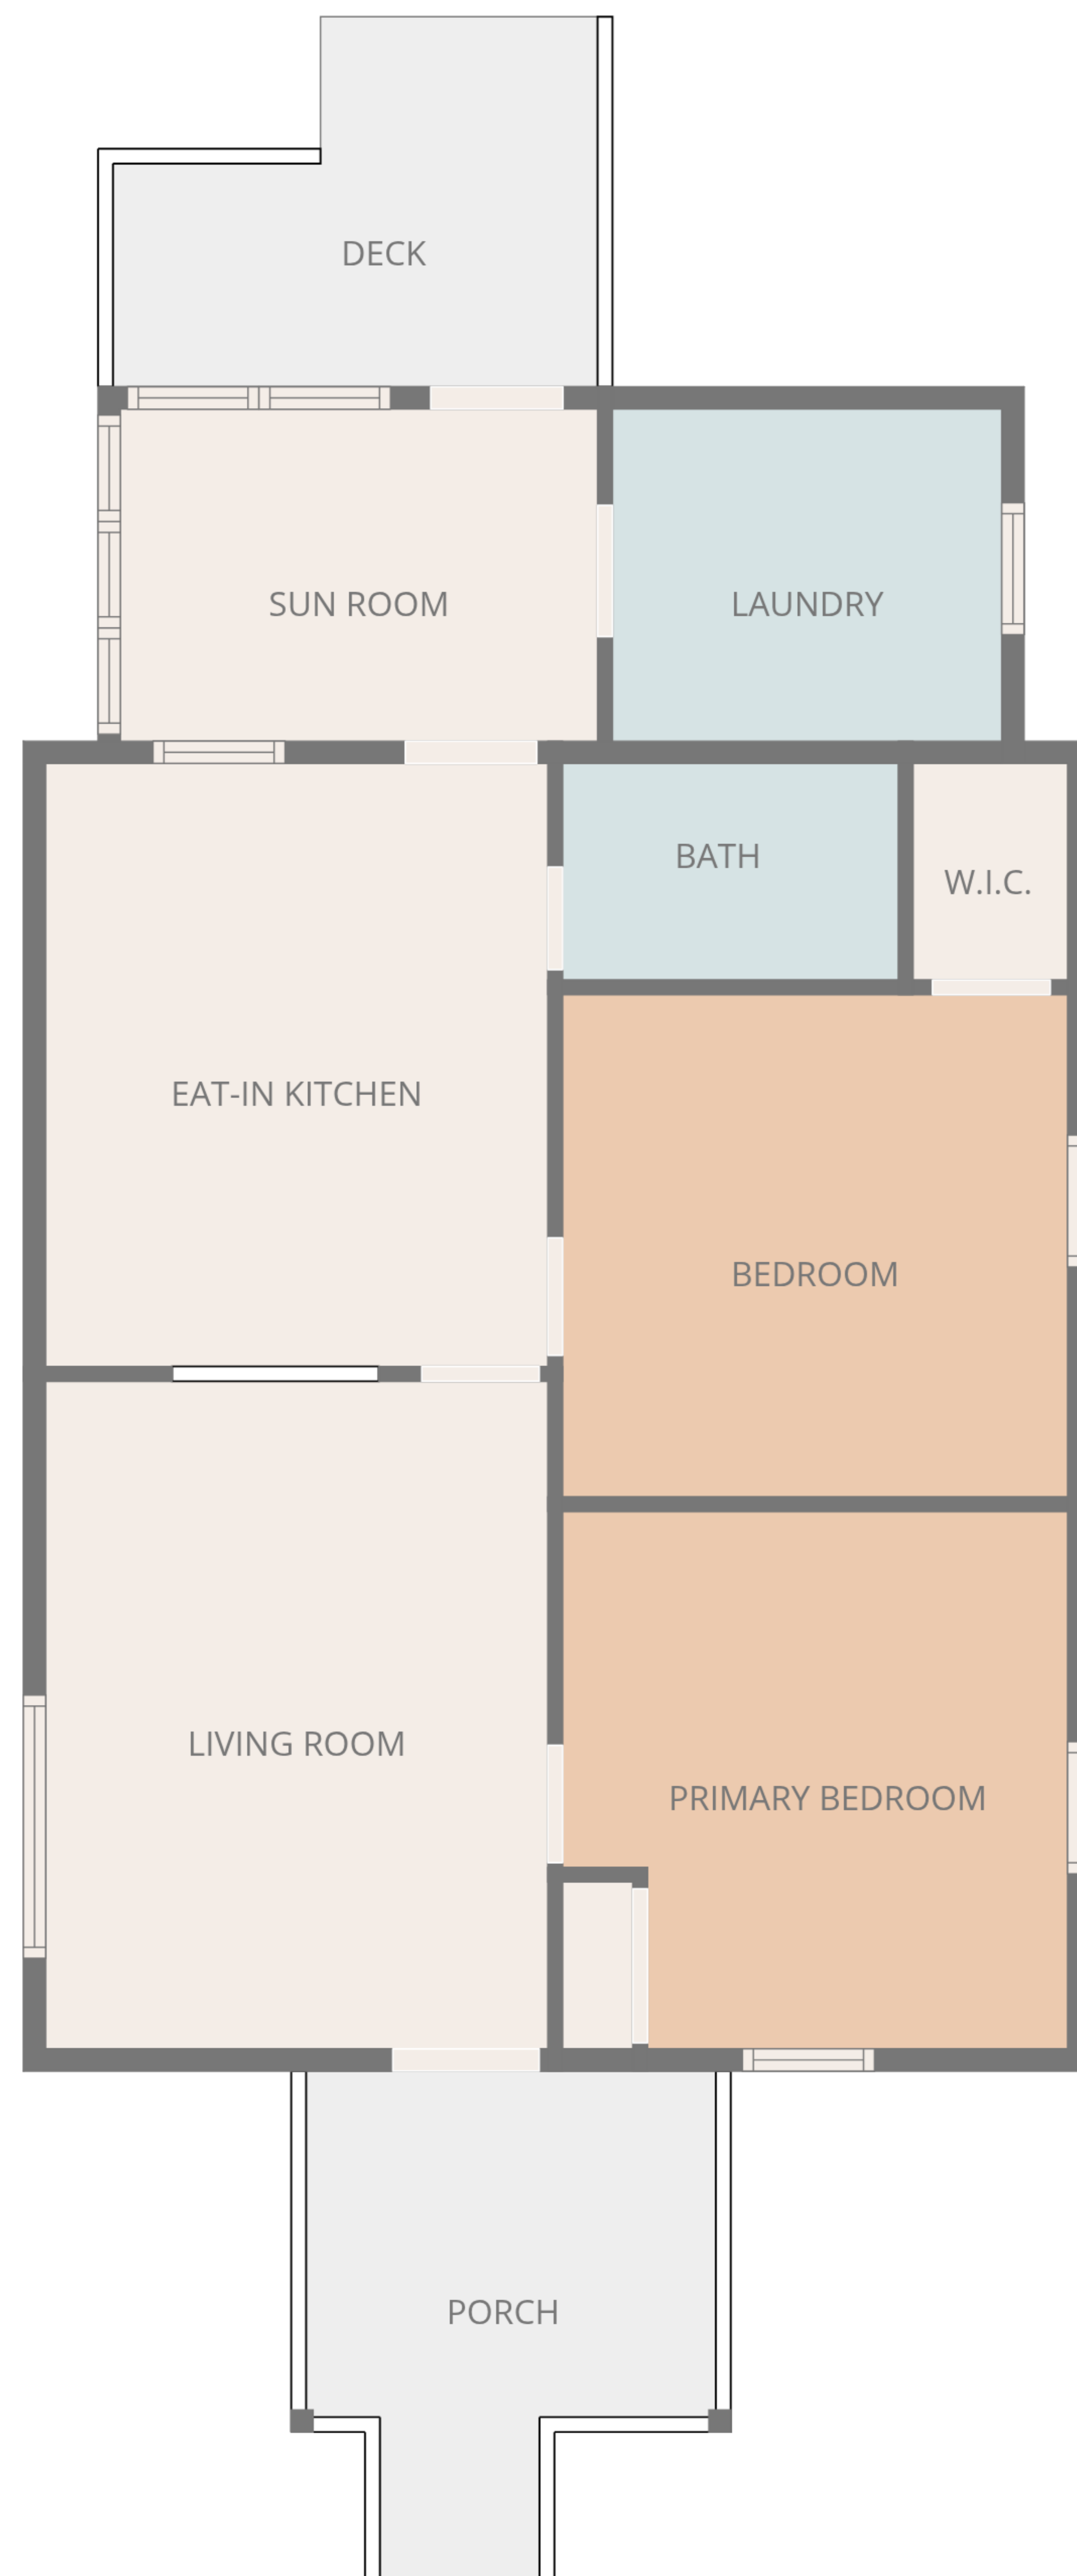 DECK
SUN ROOM
LAUNDRY
BATH
W.I.C.
EAT-IN KITCHEN
BEDROOM
LIVING ROOM
PRIMARY BEDROOM
PORCH